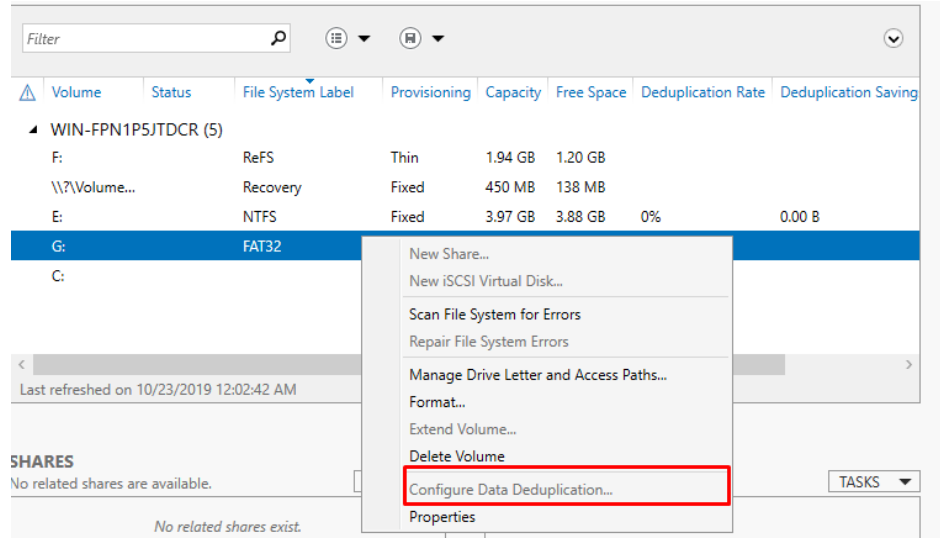 Filter
Volume Status File System Label Provisioning Capacity Free Space Deduplication Rate Deduplication Saving
WIN-FPN1P5JTDCR (5)
F: ReFS Thin 1.94 GB 1.20 GB
\\?\Volume... Recovery Fixed 450 MB 138 MB
E: NTFS Fixed 3.97 GB 3.88 GB 0% 0.00 B
G: FAT32
C:
New Share...
New iSCSI Virtual Disk...
Scan File System for Errors
Repair File System Errors
Manage Drive Letter and Access Paths...
Format...
Extend Volume...
Delete Volume
Configure Data Deduplication...
Properties
Last refreshed on 10/23/2019 12:02:42 AM
SHARES
No related shares are available.
TASKS
No related shares exist.